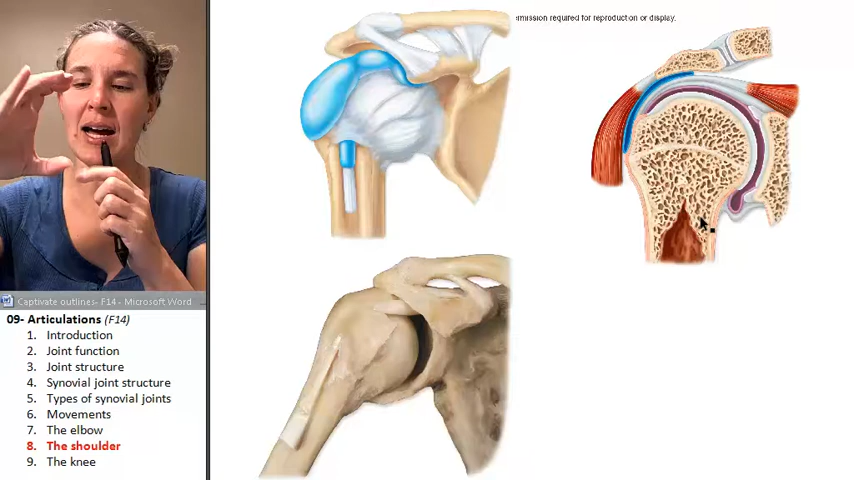 mission required for reproduction or display.
Captivate outlines- F14 - Microsoft Word
09- Articulations (F14)
1. Introduction
2. Joint function
3. Joint structure
4. Synovial joint structure
5. Types of synovial joints
6. Movements
7. The elbow
8. The shoulder
9. The knee